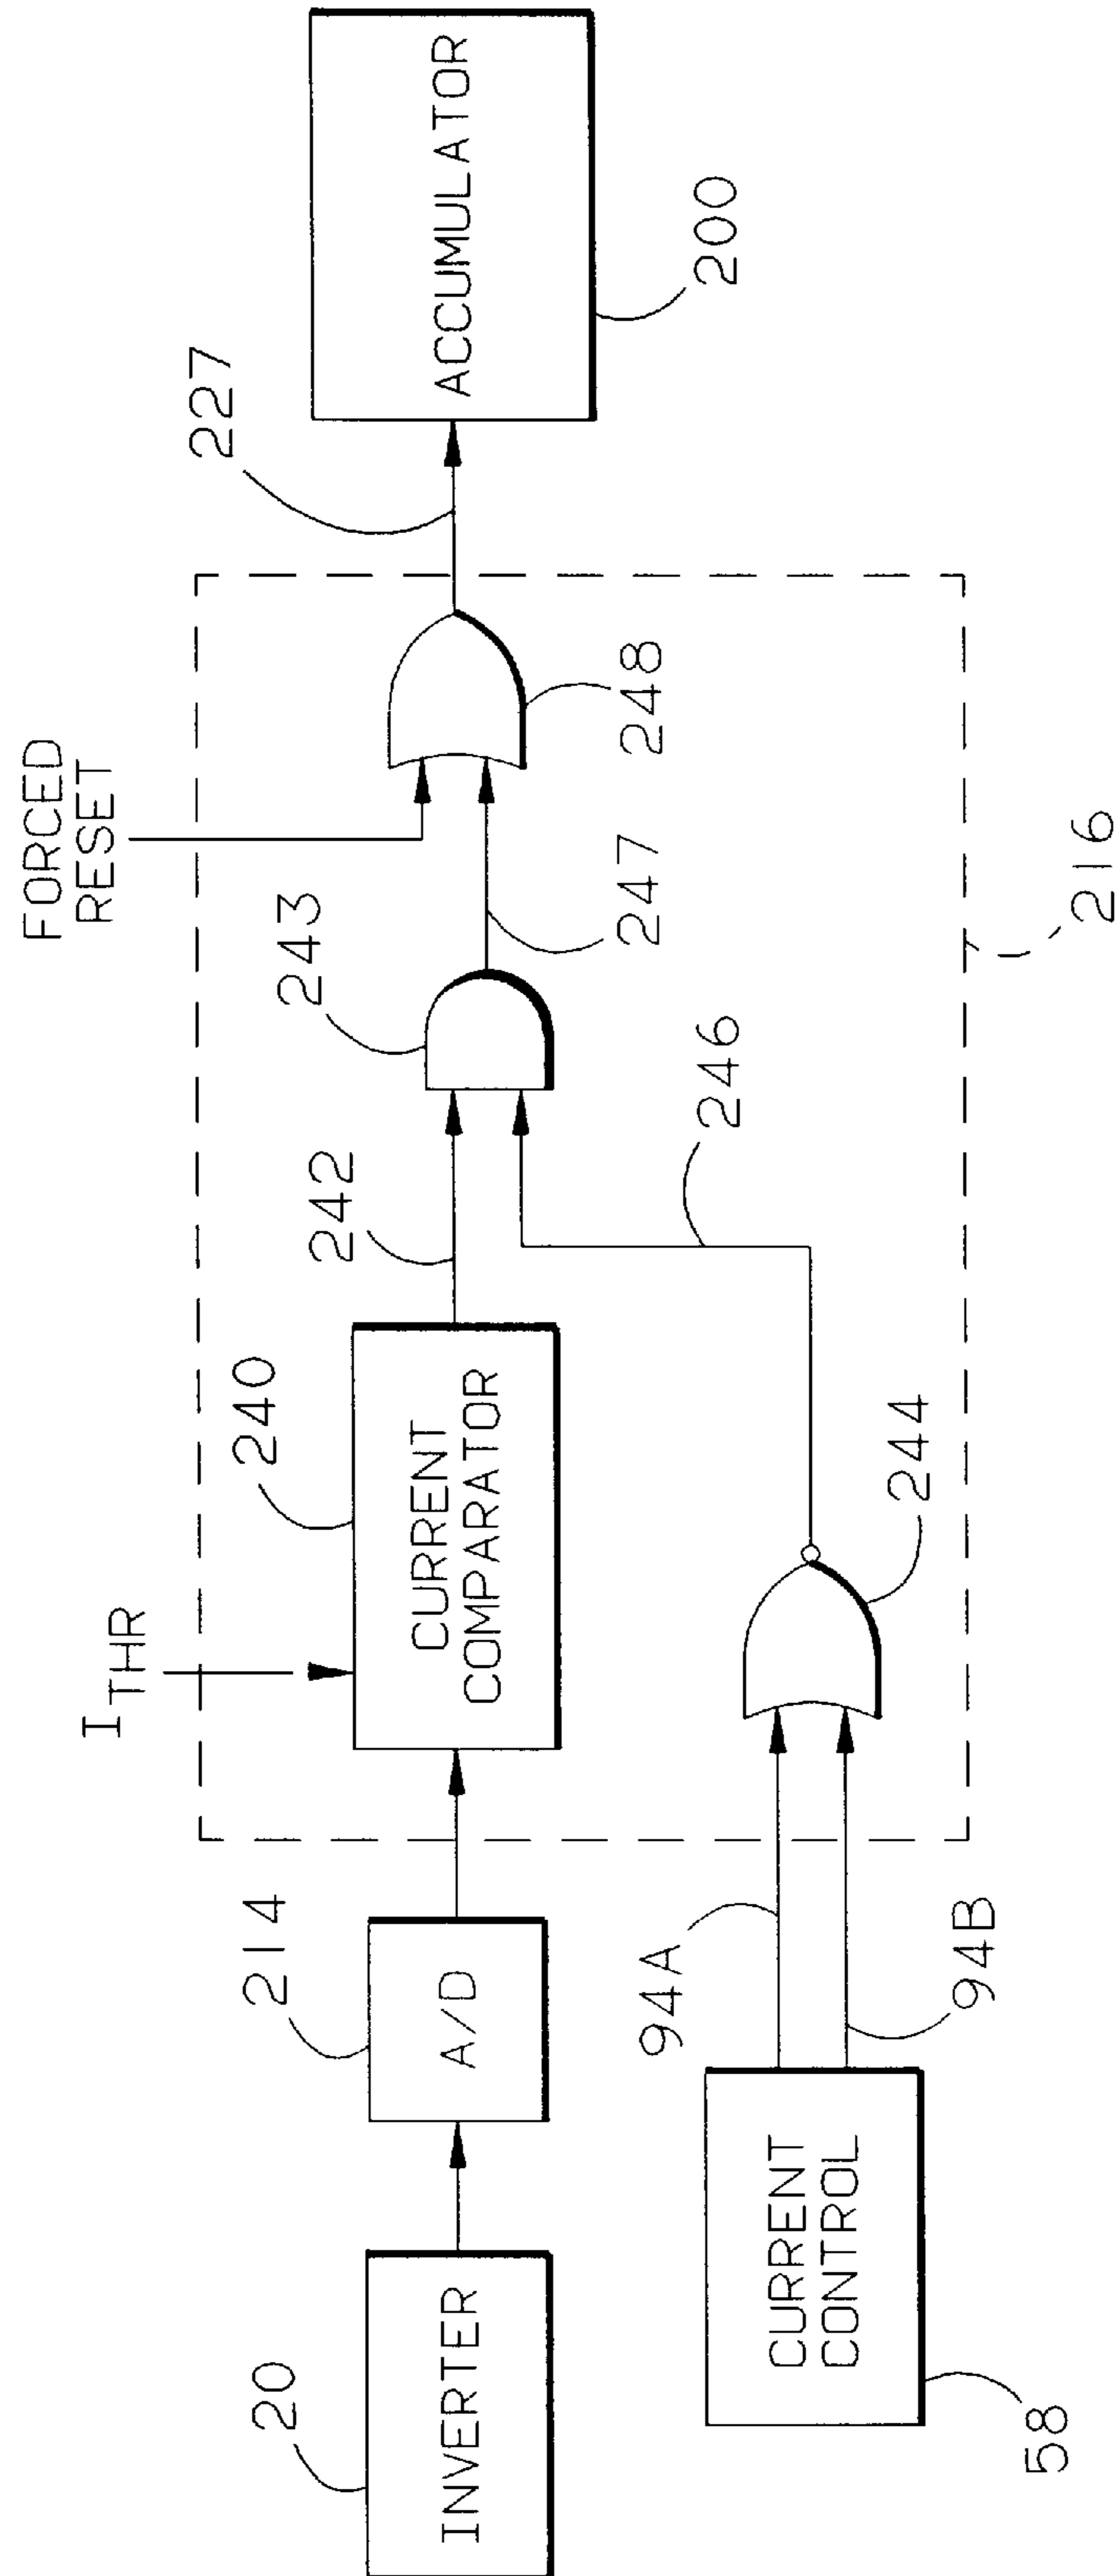 FORCED
RESET
I THR
227
243
242
240
214
20
ACCUMULATOR
200
248
247
246
CURRENT
COMPARATOR
A/D
INVERTER
244
216
94A
94B
CURRENT
CONTROL
58